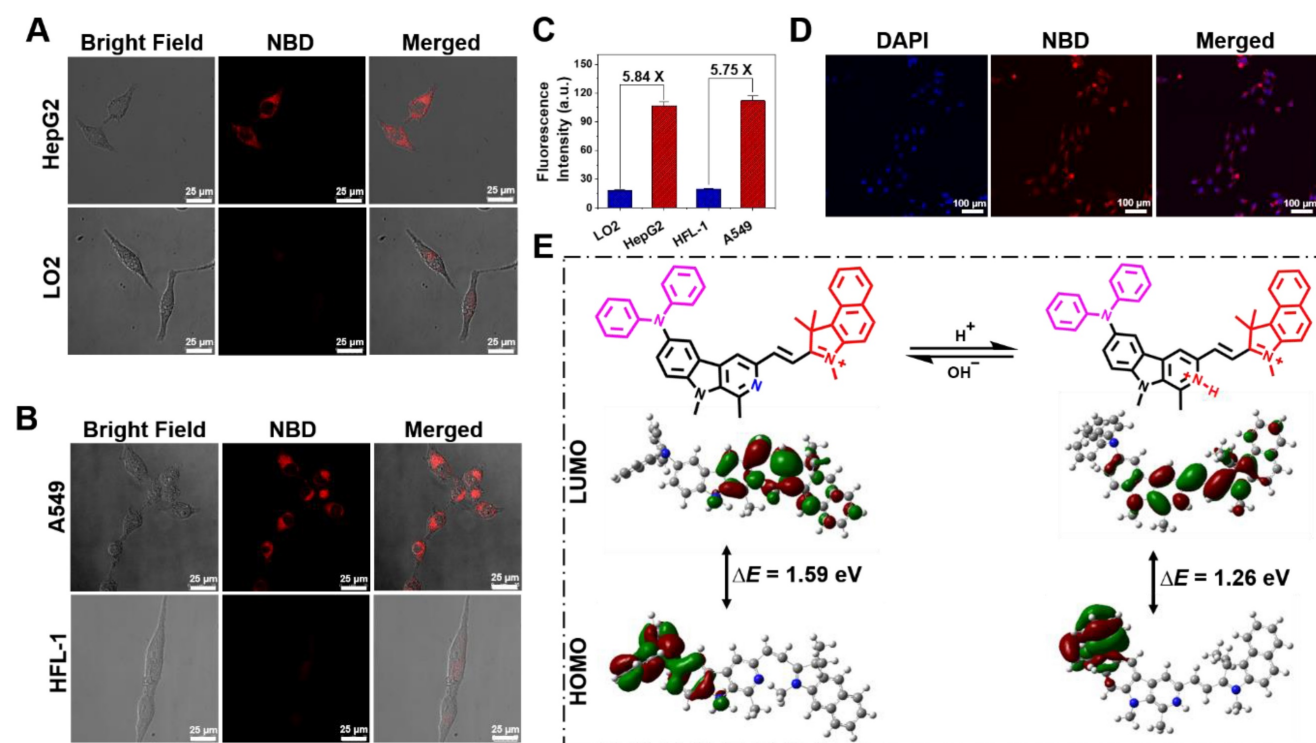 A
Bright Field
NBD
Merged
HepG2
25 μm
25 μm
25 μm
LO2
25 μm
25 μm
25 μm
B
Bright Field
NBD
Merged
A549
25 μm
25 μm
25 μm
HFL-1
25 μm
25 μm
25 μm
C
Fluorescence
Intensity (a.u.)
150
120
90
60
30
0
5.84 X
5.75 X
LO2
HepG2
HFL-1
A549
D
DAPI
NBD
Merged
100 μm
100 μm
100 μm
E
N
N
N
N
+
H+
OH−
N
N
N
+
H
N
+
LUMO
ΔE = 1.59 eV
ΔE = 1.26 eV
HOMO